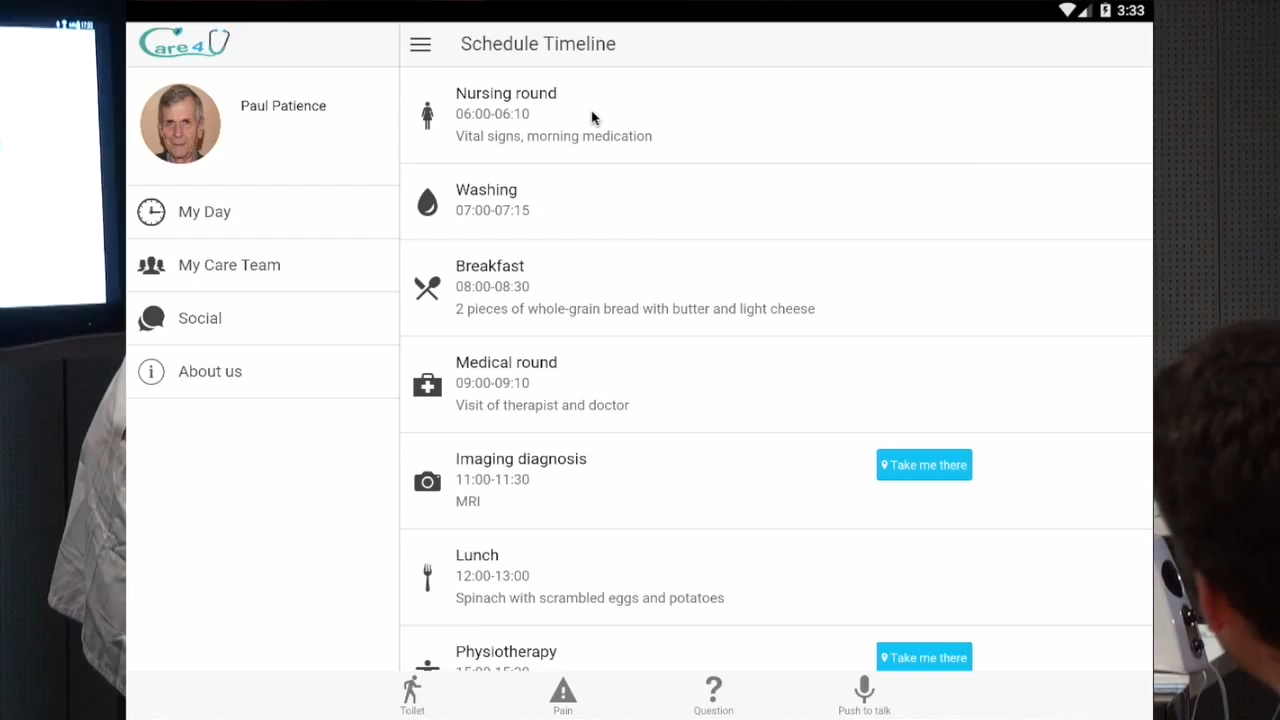 3:33
Care4U
Schedule Timeline
Paul Patience
My Day
My Care Team
Social
About us
Nursing round
06:00-06:10
Vital signs, morning medication
Washing
07:00-07:15
Breakfast
08:00-08:30
2 pieces of whole-grain bread with butter and light cheese
Medical round
09:00-09:10
Visit of therapist and doctor
Imaging diagnosis
Take me there
11:00-11:30
MRI
Lunch
12:00-13:00
Spinach with scrambled eggs and potatoes
Physiotherapy
Take me there
Toilet
Pain
Question
Push to talk